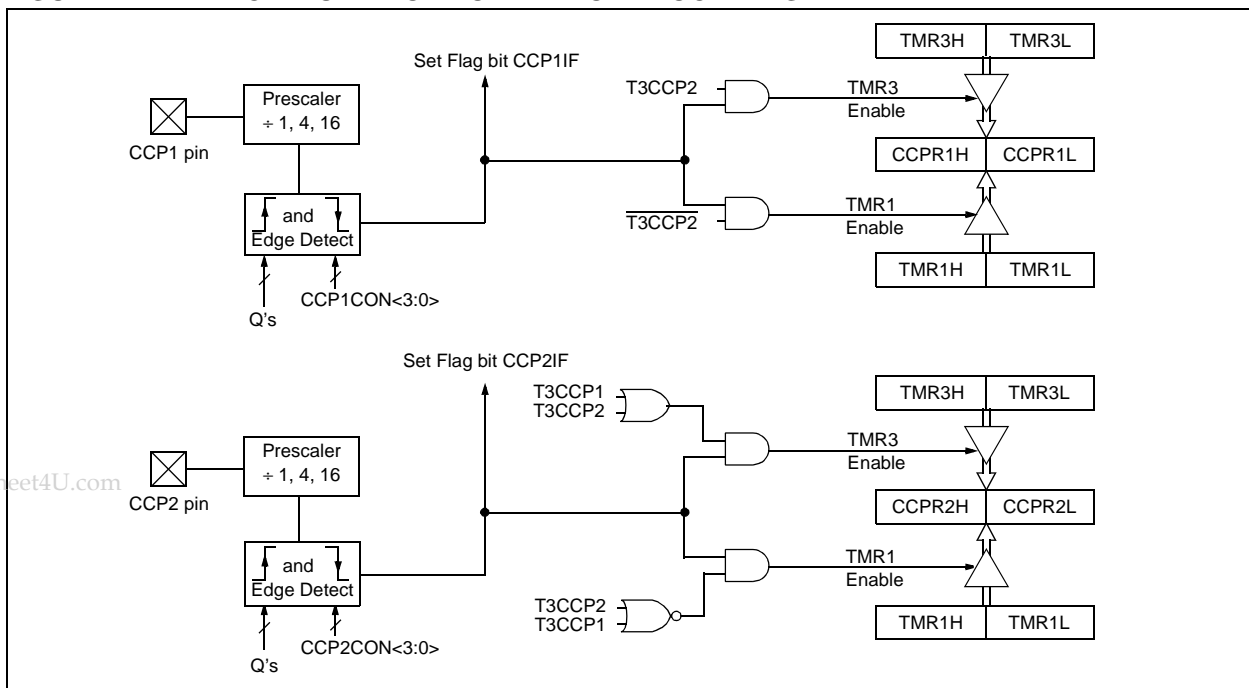 TMR3H TMR3L
Set Flag bit CCP1IF
T3CCP2
TMR3
Enable
Prescaler
÷ 1, 4, 16
CCP1 pin
CCPR1H CCPR1L
and
Edge Detect
T3CCP2
TMR1
Enable
CCP1CON<3:0>
Q's
TMR1H TMR1L
Set Flag bit CCP2IF
T3CCP1
T3CCP2
TMR3H TMR3L
TMR3
Enable
Prescaler
÷ 1, 4, 16
eet4U.com
CCP2 pin
CCPR2H CCPR2L
and
Edge Detect
TMR1
Enable
T3CCP2
T3CCP1
TMR1H TMR1L
CCP2CON<3:0>
Q's